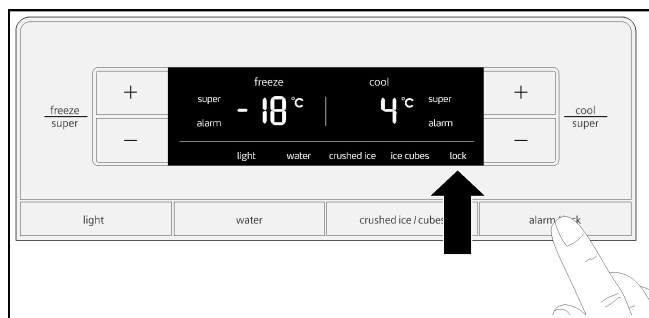 freeze cool
super -18°C 4°C super
alarm alarm
light water crushed ice ice cubes lock
freeze
super
+
–
+
–
cool
super
light water crushed ice / cubes alarm